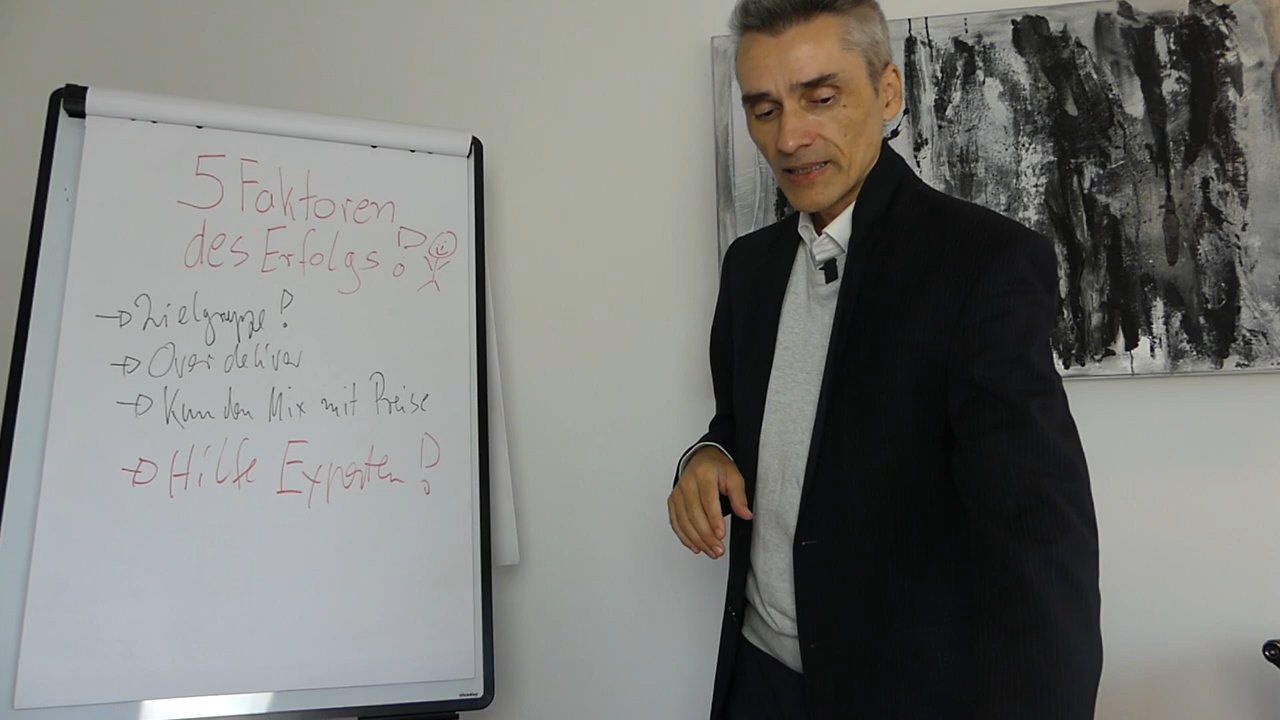 5 Faktoren
des Erfolgs!
→ Zielgruppe!
→ Over deliver
→ Kunden Mix mit Preise
→ Hilfe Experten!